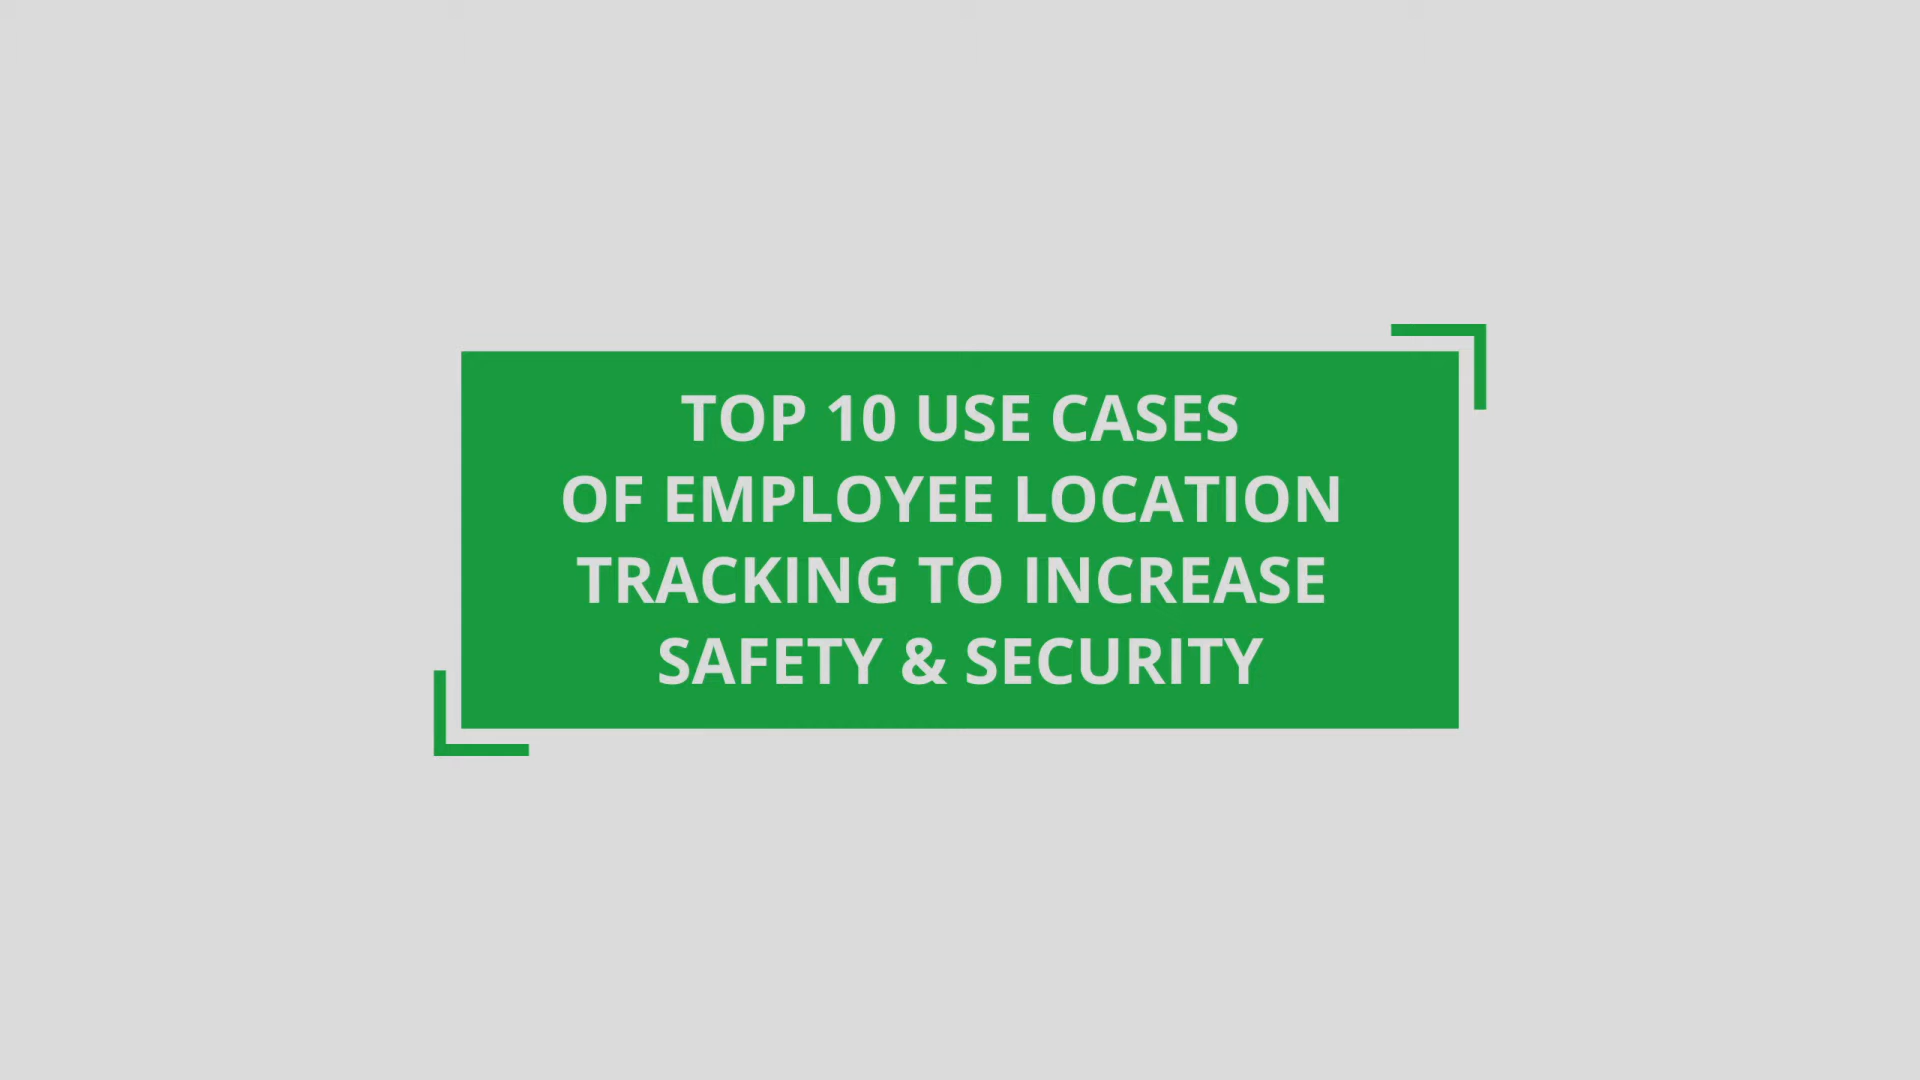 TOP 10 USE CASES
OF EMPLOYEE LOCATION
TRACKING TO INCREASE
SAFETY & SECURITY